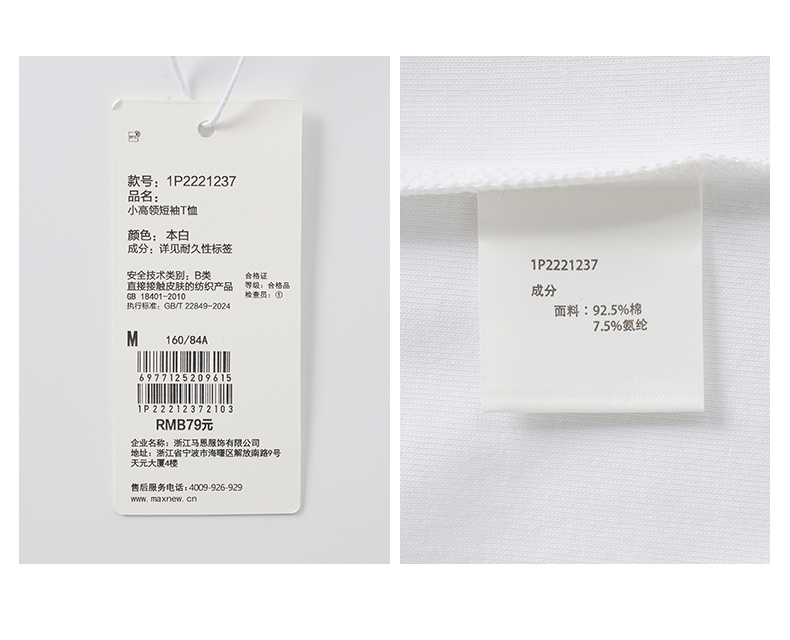 款号：1P2221237
品名：
小高领短袖T恤
颜色：本白
成分：详见耐久性标签
安全技术类别：B类
直接接触皮肤的纺织产品
GB 18401-2010
执行标准：GB/T 22849-2024
合格证
等级：合格品
检查员：①
M 160/84A
6977125209615
1P22212372103
RMB79元
企业名称：浙江马恩服饰有限公司
地址：浙江省宁波市海曙区解放南路9号
天元大厦4楼
售后服务电话：4009-926-929
www.maxnew.cn
1P2221237
成分
面料：92.5%棉
7.5%氨纶